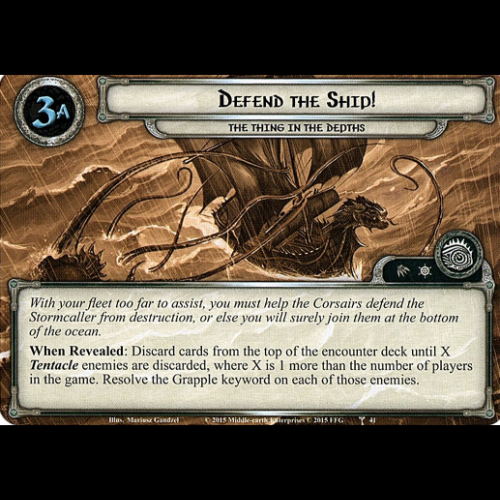 3A
DEFEND THE SHIP!
THE THING IN THE DEPTHS
With your fleet too far to assist, you must help the Corsairs defend the
Stormcaller from destruction, or else you will surely join them at the bottom
of the ocean.
When Revealed: Discard cards from the top of the encounter deck until X
Tentacle enemies are discarded, where X is 1 more than the number of players
in the game. Resolve the Grapple keyword on each of those enemies.
Illus. Mariusz Gandzel © 2015 Middle-earth Enterprises © 2015 FFG 41